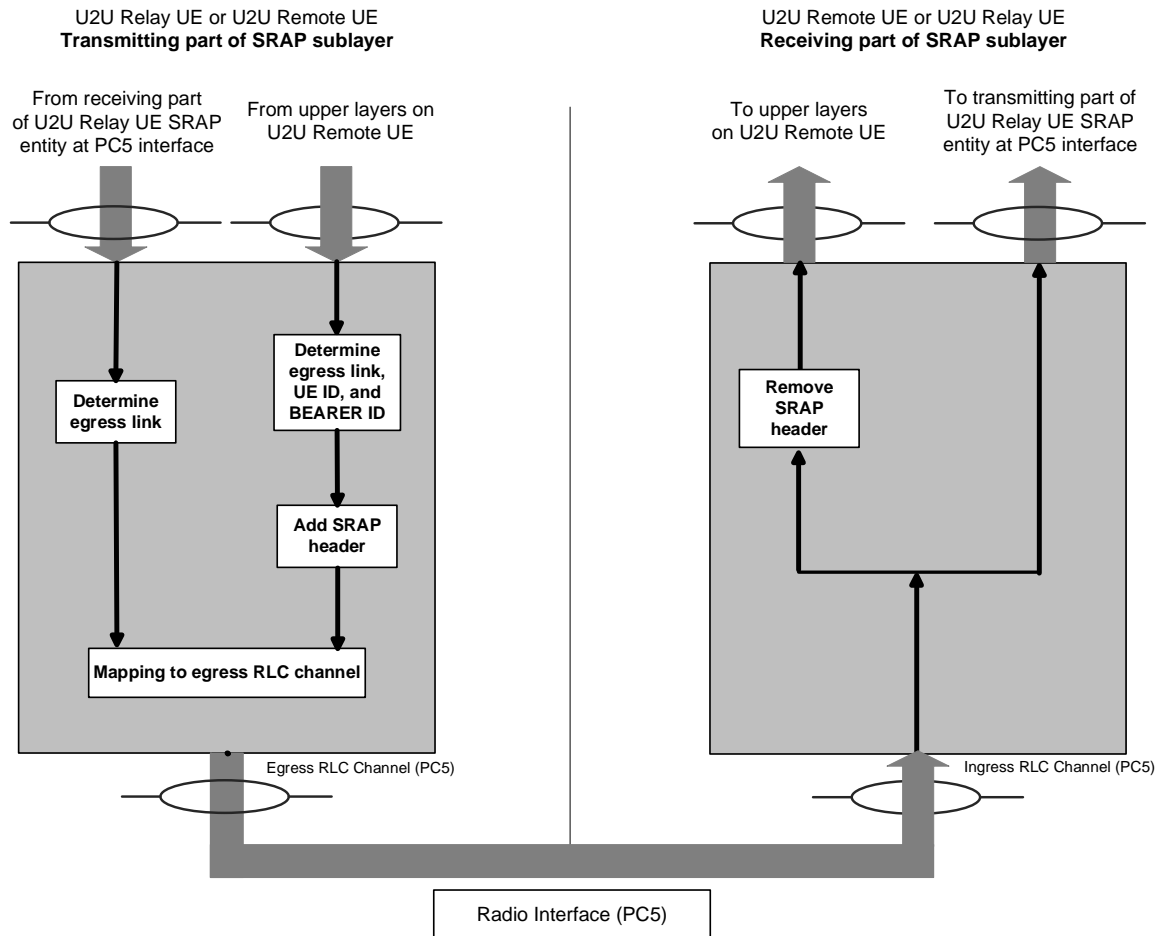 U2U Relay UE or U2U Remote UE
Transmitting part of SRAP sublayer
U2U Remote UE or U2U Relay UE
Receiving part of SRAP sublayer
From receiving part
of U2U Relay UE SRAP
entity at PC5 interface
From upper layers on
U2U Remote UE
To upper layers
on U2U Remote UE
To transmitting part of
U2U Relay UE SRAP
entity at PC5 interface
Determine
egress link
Determine
egress link,
UE ID, and
BEARER ID
Add SRAP
header
Mapping to egress RLC channel
Remove
SRAP
header
Egress RLC Channel (PC5)
Ingress RLC Channel (PC5)
Radio Interface (PC5)